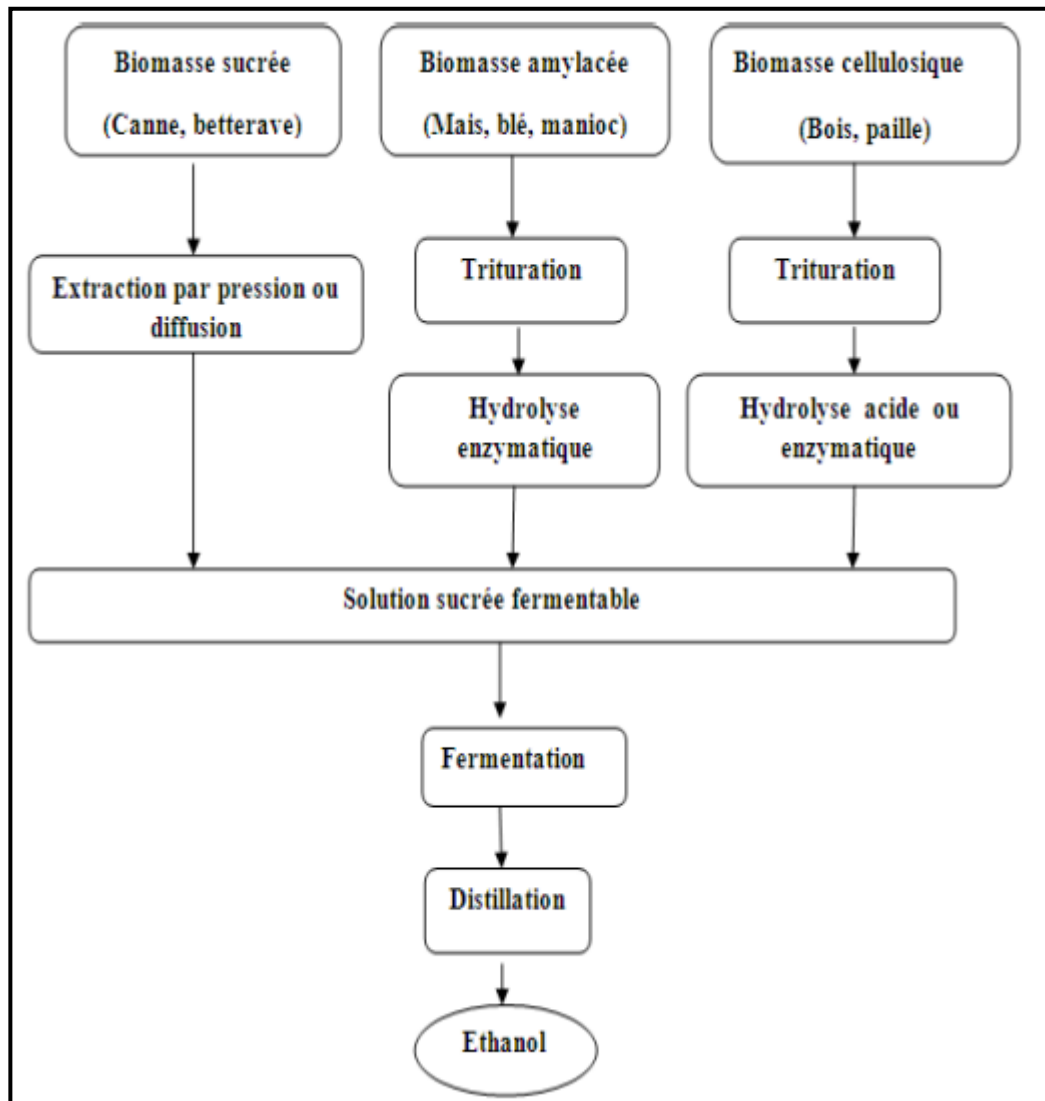 Biomasse sucrée
(Canne, betterave)
Biomasse amylacée
(Mais, blé, manioc)
Biomasse cellulosique
(Bois, paille)
Extraction par pression ou
diffusion
Trituration
Trituration
Hydrolyse
enzymatique
Hydrolyse acide ou
enzymatique
Solution sucrée fermentable
Fermentation
Distillation
Ethanol